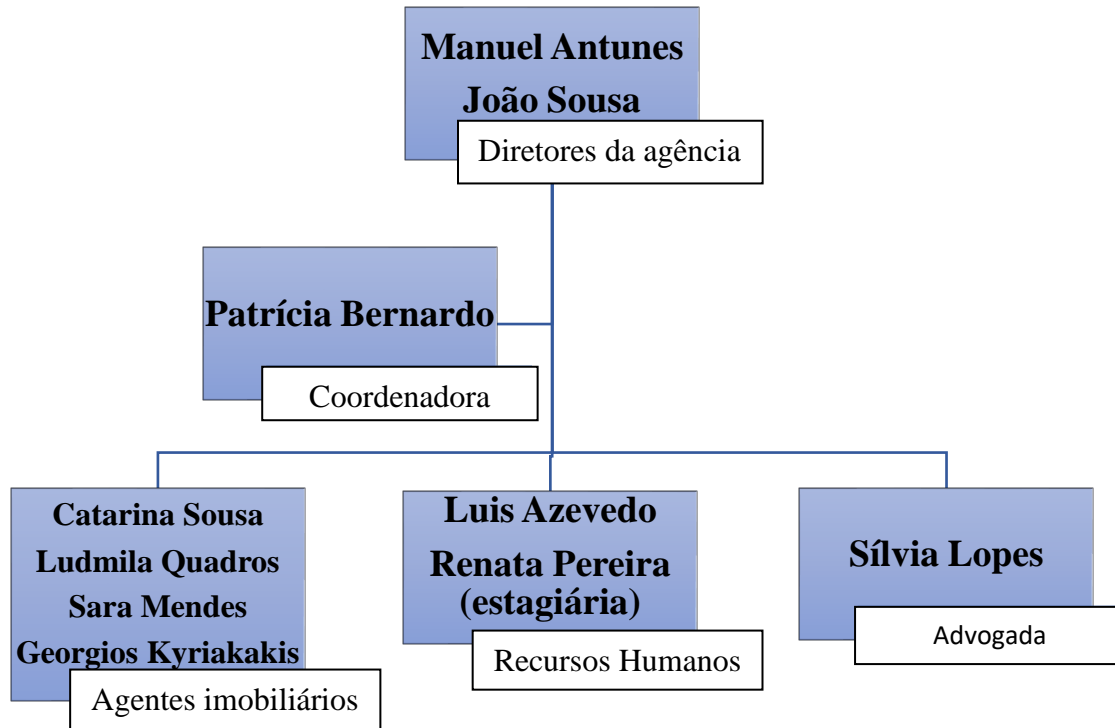 Manuel Antunes
João Sousa
Diretores da agência
Patrícia Bernardo
Coordenadora
Catarina Sousa
Ludmila Quadros
Sara Mendes
Georgios Kyriakakis
Agentes imobiliários
Luis Azevedo
Renata Pereira
(estagiária)
Recursos Humanos
Sílvia Lopes
Advogada